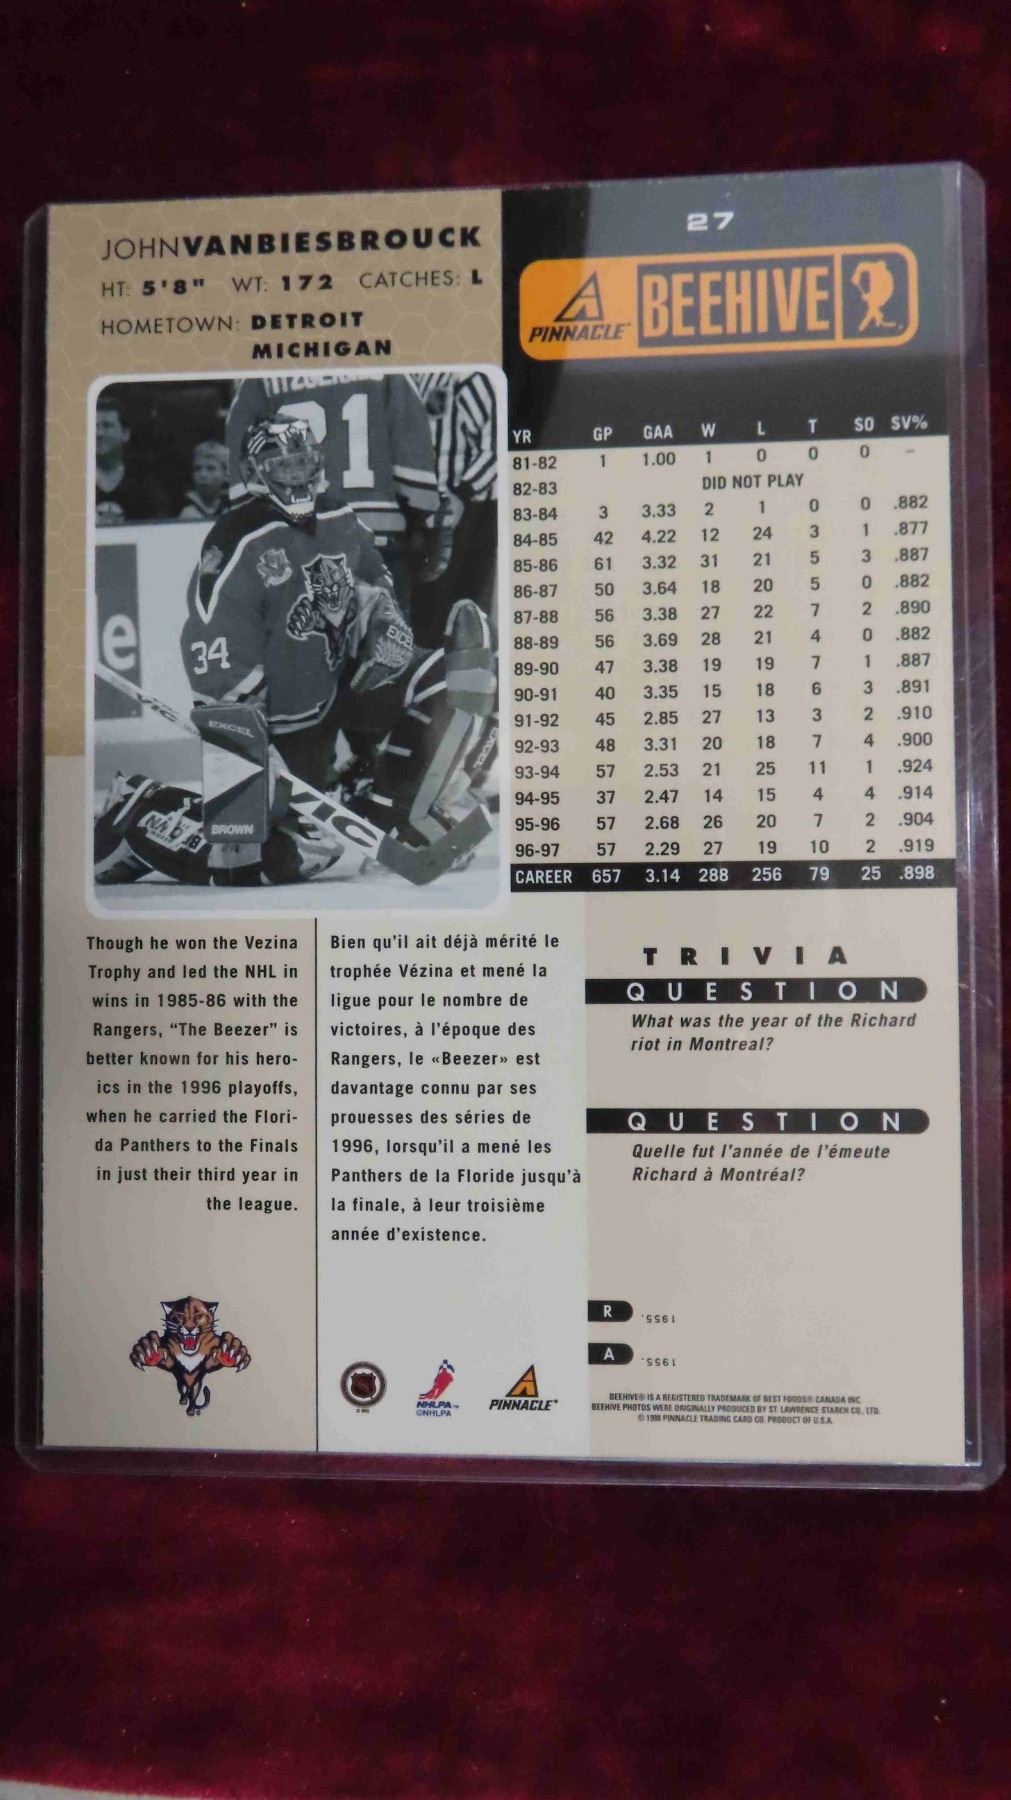 JOHNVANBIESBROUCK
HT: 5'8" WT: 172 CATCHES: L
HOMETOWN: DETROIT
MICHIGAN
27
PINNACLE BEEHIVE
21
34
EXCEL
VIC
EXCEL
VIC
BROWN
BROWN
e
YR GP GAA W L T SO SV%
81-82 1 1.00 1 0 0 0 –
82-83 DID NOT PLAY
83-84 3 3.33 2 1 0 0 .882
84-85 42 4.22 12 24 3 1 .877
85-86 61 3.32 31 21 5 3 .887
86-87 50 3.64 18 20 5 0 .882
87-88 56 3.38 27 22 7 2 .890
88-89 56 3.69 28 21 4 0 .882
89-90 47 3.38 19 19 7 1 .887
90-91 40 3.35 15 18 6 3 .891
91-92 45 2.85 27 13 3 2 .910
92-93 48 3.31 20 18 7 4 .900
93-94 57 2.53 21 25 11 1 .924
94-95 37 2.47 14 15 4 4 .914
95-96 57 2.68 26 20 7 2 .904
96-97 57 2.29 27 19 10 2 .919
CAREER 657 3.14 288 256 79 25 .898
Though he won the Vezina
Trophy and led the NHL in
wins in 1985-86 with the
Rangers, “The Beezer” is
better known for his hero-
ics in the 1996 playoffs,
when he carried the Flori-
da Panthers to the Finals
in just their third year in
the league.
Bien qu'il ait déjà mérité le
trophée Vézina et mené la
ligue pour le nombre de
victoires, à l'époque des
Rangers, le «Beezer» est
davantage connu par ses
prouesses des séries de
1996, lorsqu'il a mené les
Panthers de la Floride jusqu'à
la finale, à leur troisième
année d'existence.
TRIVIA
QUESTION
What was the year of the Richard
riot in Montreal?
QUESTION
Quelle fut l'année de l'émeute
Richard à Montréal?
R 1955.
A 1955.
NHLPA™
©NHLPA
PINNACLE®
BEEHIVE® IS A REGISTERED TRADEMARK OF BEST FOODS® CANADA INC.
BEEHIVE PHOTOS WERE ORIGINALLY PRODUCED BY ST. LAWRENCE STARCH CO., LTD.
© 1998 PINNACLE TRADING CARD CO. PRODUCT OF U.S.A.